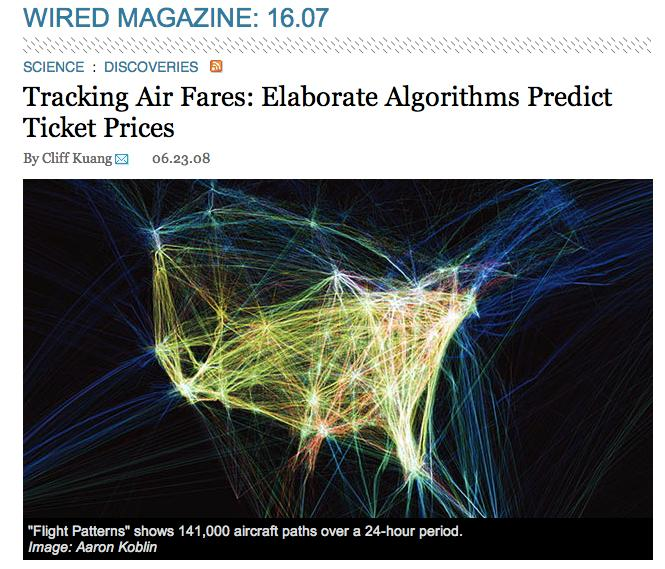 WIRED MAGAZINE: 16.07
SCIENCE : DISCOVERIES
Tracking Air Fares: Elaborate Algorithms Predict
Ticket Prices
By Cliff Kuang 06.23.08
"Flight Patterns" shows 141,000 aircraft paths over a 24-hour period.
Image: Aaron Koblin